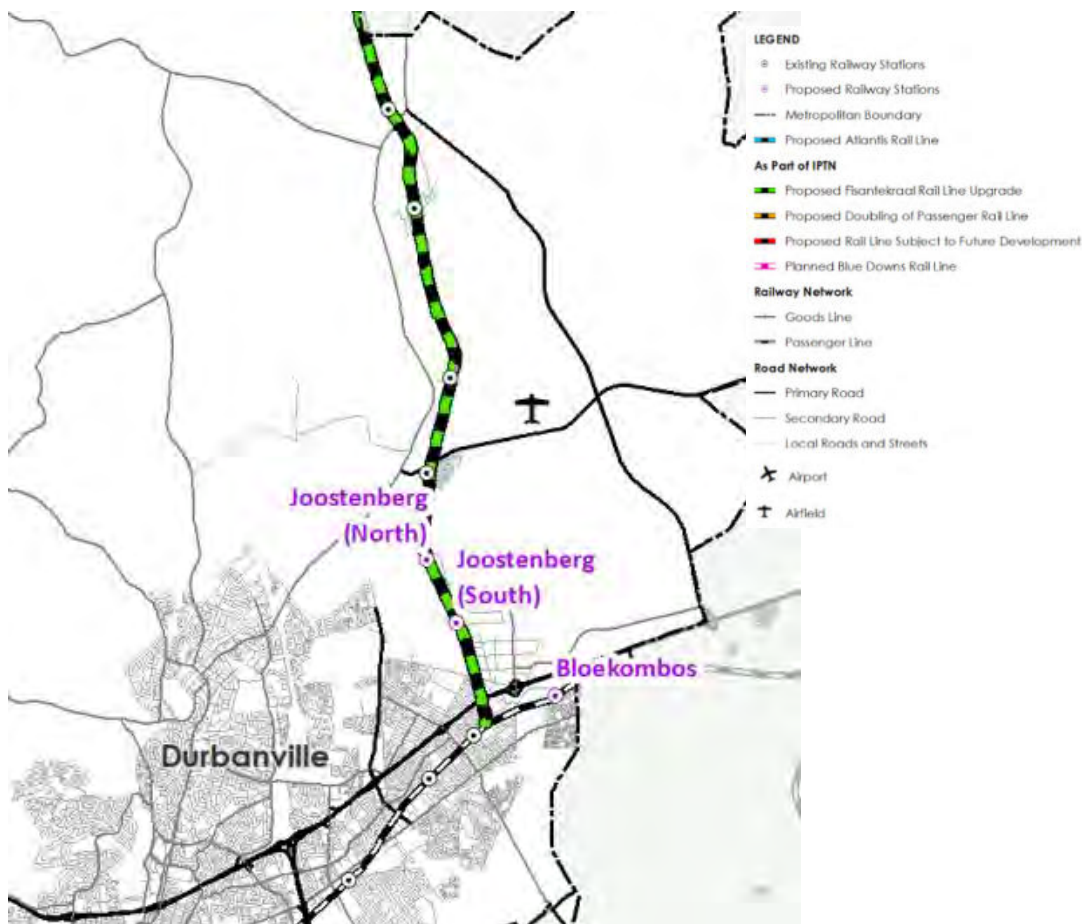 LEGEND
Existing Railway Stations
Proposed Railway Stations
Metropolitan Boundary
Proposed Atlantis Rail Line
As Part of IPTN
Proposed Fisantekraal Rail Line Upgrade
Proposed Doubling of Passenger Rail Line
Proposed Rail Line Subject to Future Development
Planned Blue Downs Rail Line
Railway Network
Goods Line
Passenger Line
Road Network
Primary Road
Secondary Road
Local Roads and Streets
Airport
Airfield
Joostenberg
(North)
Joostenberg
(South)
Bloekombos
Durbanville